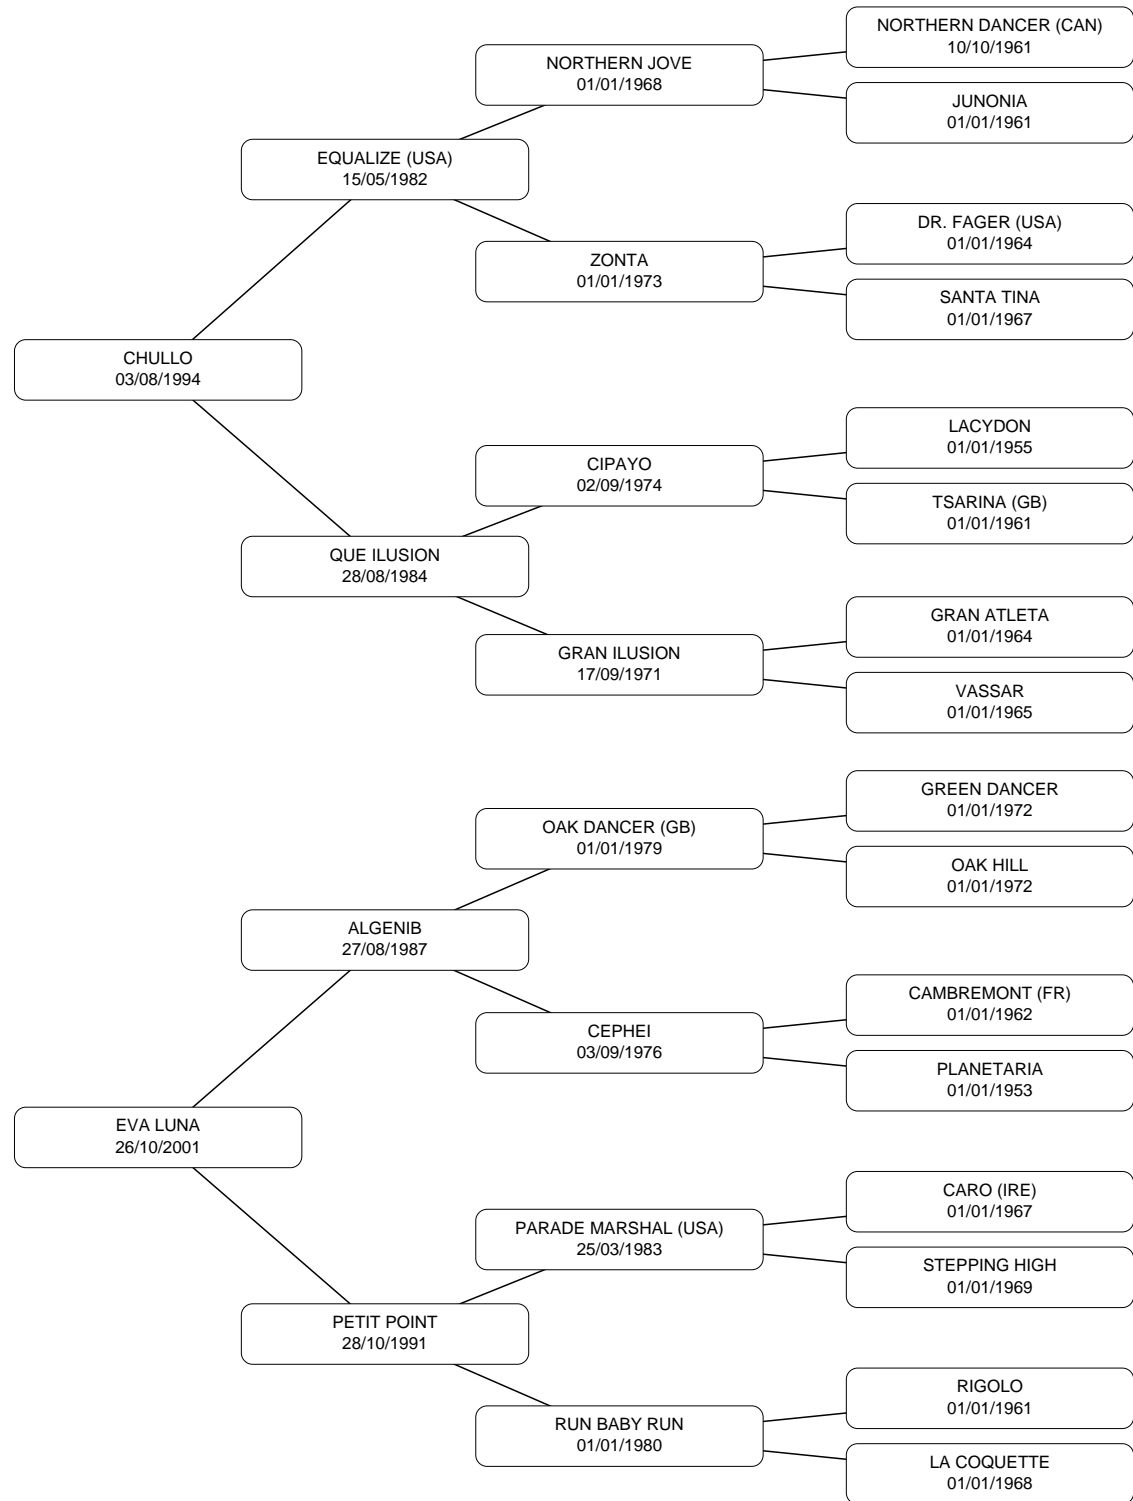 NORTHERN DANCER (CAN)
10/10/1961
NORTHERN JOVE
01/01/1968
JUNONIA
01/01/1961
EQUALIZE (USA)
15/05/1982
DR. FAGER (USA)
01/01/1964
ZONTA
01/01/1973
SANTA TINA
01/01/1967
CHULLO
03/08/1994
LACYDON
01/01/1955
CIPAYO
02/09/1974
TSARINA (GB)
01/01/1961
QUE ILUSION
28/08/1984
GRAN ATLETA
01/01/1964
GRAN ILUSION
17/09/1971
VASSAR
01/01/1965
GREEN DANCER
01/01/1972
OAK DANCER (GB)
01/01/1979
OAK HILL
01/01/1972
ALGENIB
27/08/1987
CAMBREMONT (FR)
01/01/1962
CEPHEI
03/09/1976
PLANETARIA
01/01/1953
EVA LUNA
26/10/2001
CARO (IRE)
01/01/1967
PARADE MARSHAL (USA)
25/03/1983
STEPPING HIGH
01/01/1969
PETIT POINT
28/10/1991
RIGOLO
01/01/1961
RUN BABY RUN
01/01/1980
LA COQUETTE
01/01/1968